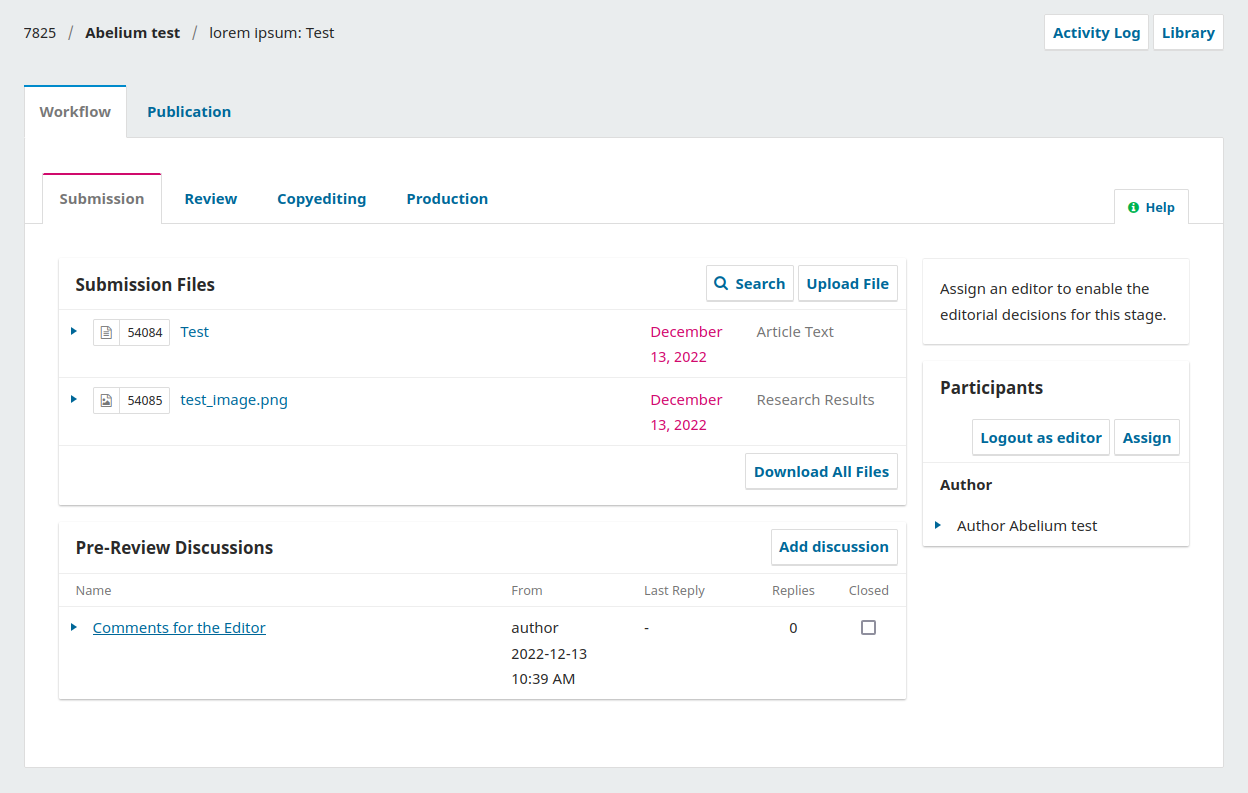 7825 / Abelium test / lorem ipsum: Test
Activity Log
Library
Workflow
Publication
Submission
Review
Copyediting
Production
Help
Submission Files
Search
Upload File
54084 Test December 13, 2022 Article Text
54085 test_image.png December 13, 2022 Research Results
Download All Files
Pre-Review Discussions
Add discussion
Name From Last Reply Replies Closed
Comments for the Editor author - 0
2022-12-13
10:39 AM
Assign an editor to enable the
editorial decisions for this stage.
Participants
Logout as editor
Assign
Author
Author Abelium test